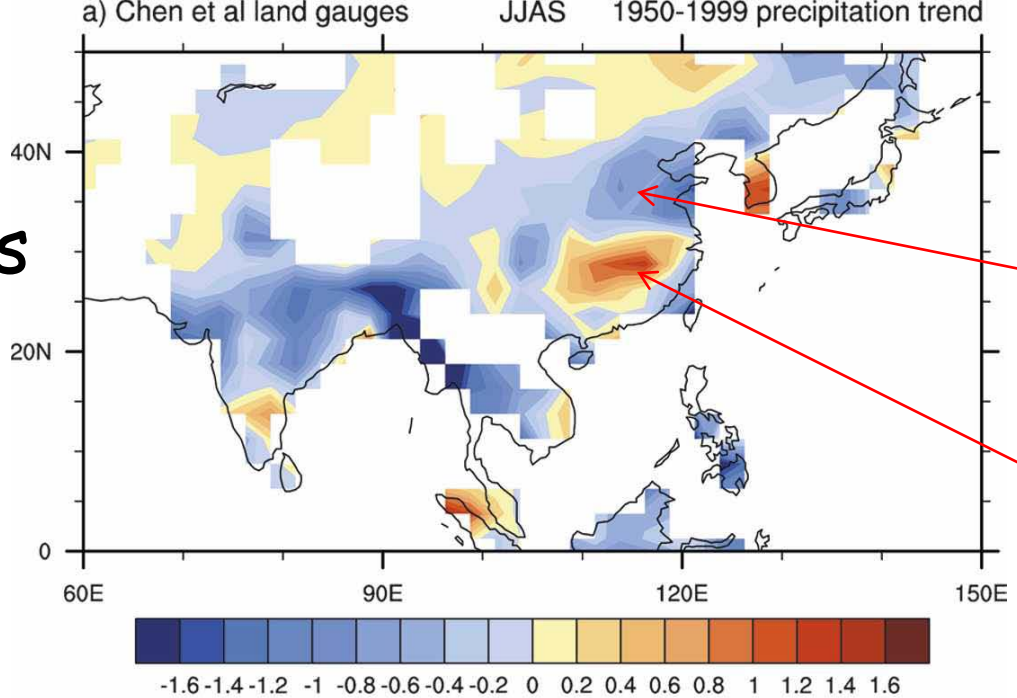 a) Chen et al land gauges JJAS 1950-1999 precipitation trend
40N
s
20N
0
60E 90E 120E 150E
-1.6 -1.4 -1.2 -1 -0.8 -0.6 -0.4 -0.2 0 0.2 0.4 0.6 0.8 1 1.2 1.4 1.6